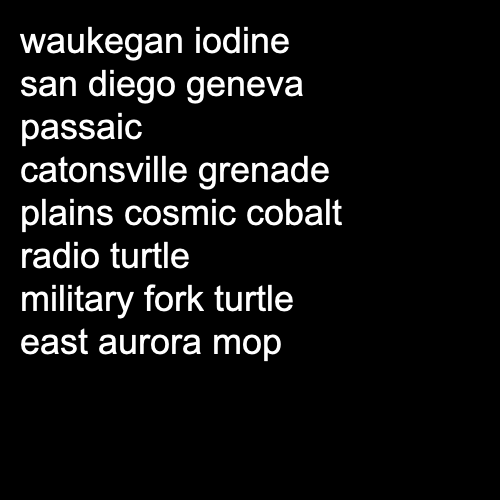 waukegan iodine
san diego geneva
passaic
catonsville grenade
plains cosmic cobalt
radio turtle
military fork turtle
east aurora mop